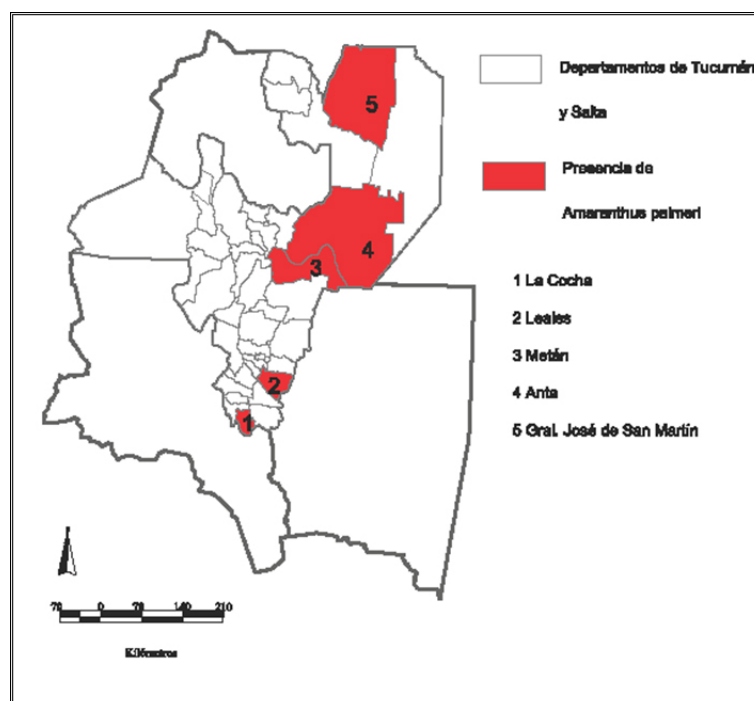 5
4
3
2
1
Departamentos de Tucumán
y Salta
Presencia de
Amaranthus palmeri
1 La Cocha
2 Leales
3 Metán
4 Anta
5 Gral. José de San Martín
70 0 70 140 210
Kilómetros